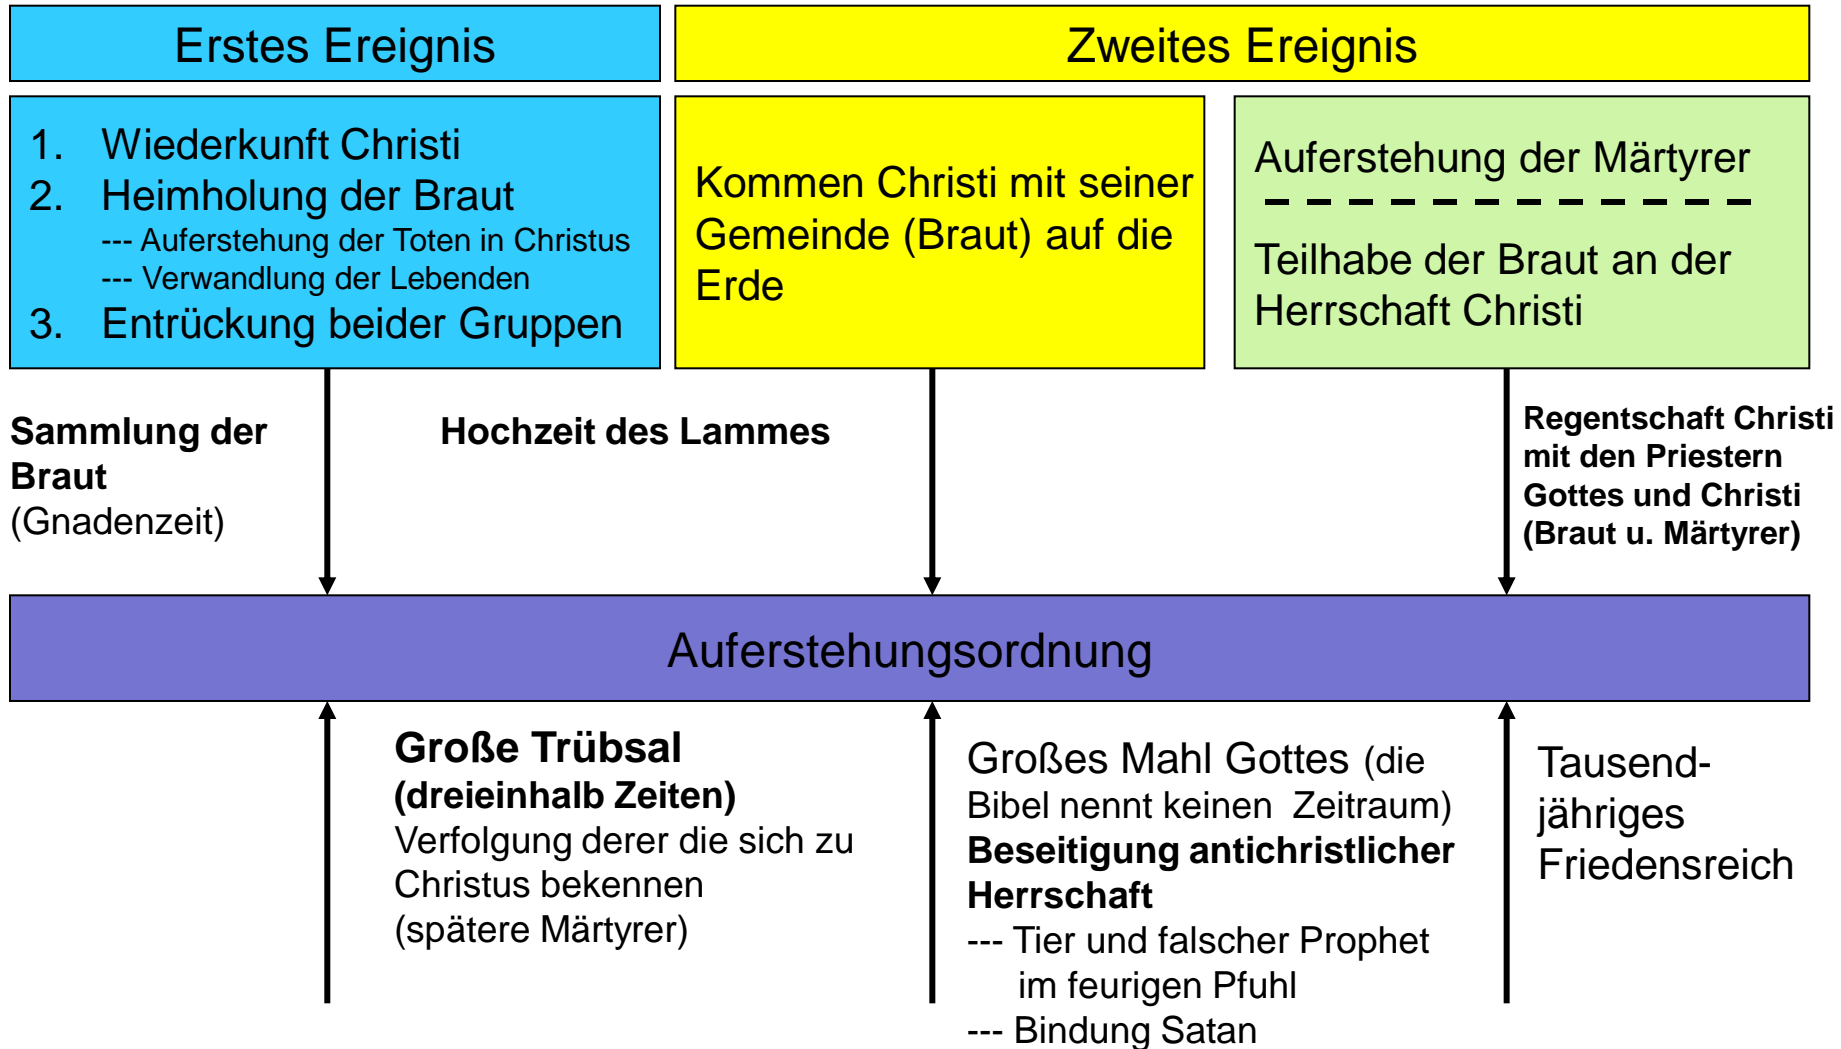 Erstes Ereignis
Zweites Ereignis
1. Wiederkunft Christi
2. Heimholung der Braut
--- Auferstehung der Toten in Christus
--- Verwandlung der Lebenden
3. Entrückung beider Gruppen
Kommen Christi mit seiner
Gemeinde (Braut) auf die
Erde
Auferstehung der Märtyrer
Teilhabe der Braut an der
Herrschaft Christi
Sammlung der
Braut
(Gnadenzeit)
Hochzeit des Lammes
Regentschaft Christi
mit den Priestern
Gottes und Christi
(Braut u. Märtyrer)
Auferstehungsordnung
Große Trübsal
(dreieinhalb Zeiten)
Verfolgung derer die sich zu
Christus bekennen
(spätere Märtyrer)
Großes Mahl Gottes (die
Bibel nennt keinen Zeitraum)
Beseitigung antichristlicher
Herrschaft
--- Tier und falscher Prophet
im feurigen Pfuhl
--- Bindung Satan
Tausend-
jähriges
Friedensreich